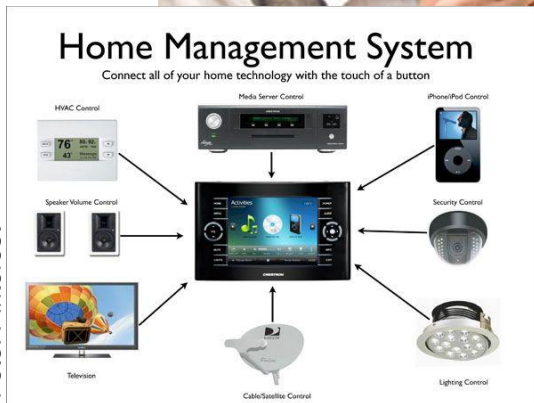 Home Management System
Connect all of your home technology with the touch of a button
Media Server Control
iPhone/iPod Control
HVAC Control
76°
43°
Speaker Volume Control
Security Control
Activities
CRESTRON
Television
Cable/Satellite Control
Lighting Control